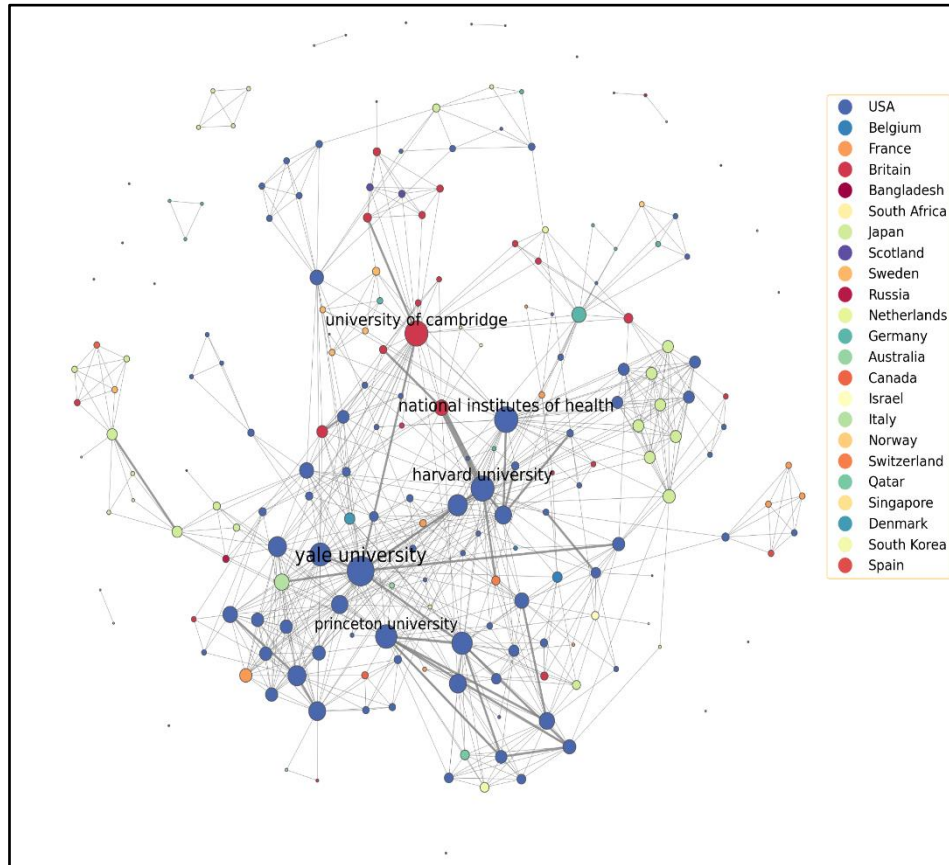 USA
Belgium
France
Britain
Bangladesh
South Africa
Japan
Scotland
Sweden
Russia
Netherlands
Germany
Australia
Canada
Israel
Italy
Norway
Switzerland
Qatar
Singapore
Denmark
South Korea
Spain
university of cambridge
national institutes of health
harvard university
yale university
princeton university